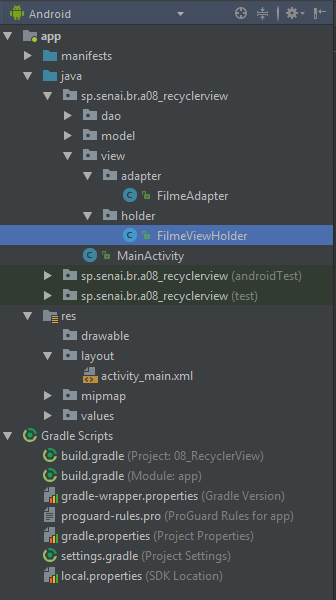 Android
app
manifests
java
sp.senai.br.a08_recyclerview
dao
model
view
adapter
FilmeAdapter
holder
FilmeViewHolder
MainActivity
sp.senai.br.a08_recyclerview (androidTest)
sp.senai.br.a08_recyclerview (test)
res
drawable
layout
activity_main.xml
mipmap
values
Gradle Scripts
build.gradle (Project: 08_RecyclerView)
build.gradle (Module: app)
gradle-wrapper.properties (Gradle Version)
proguard-rules.pro (ProGuard Rules for app)
gradle.properties (Project Properties)
settings.gradle (Project Settings)
local.properties (SDK Location)